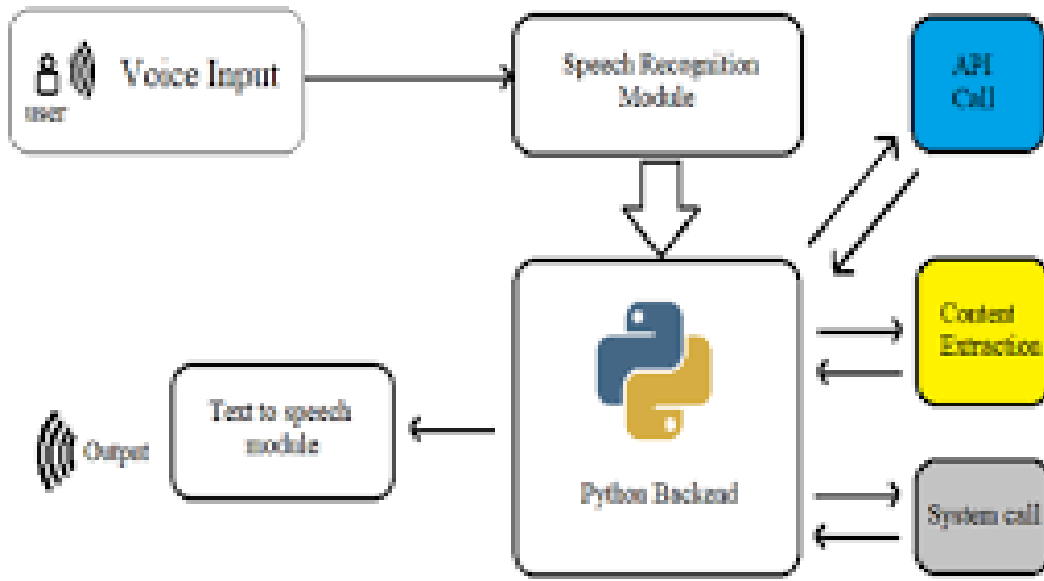 Voice Input
user
Speech Recognition
Module
API
Call
Content
Extraction
Python Backend
System call
Text to speech
module
Output